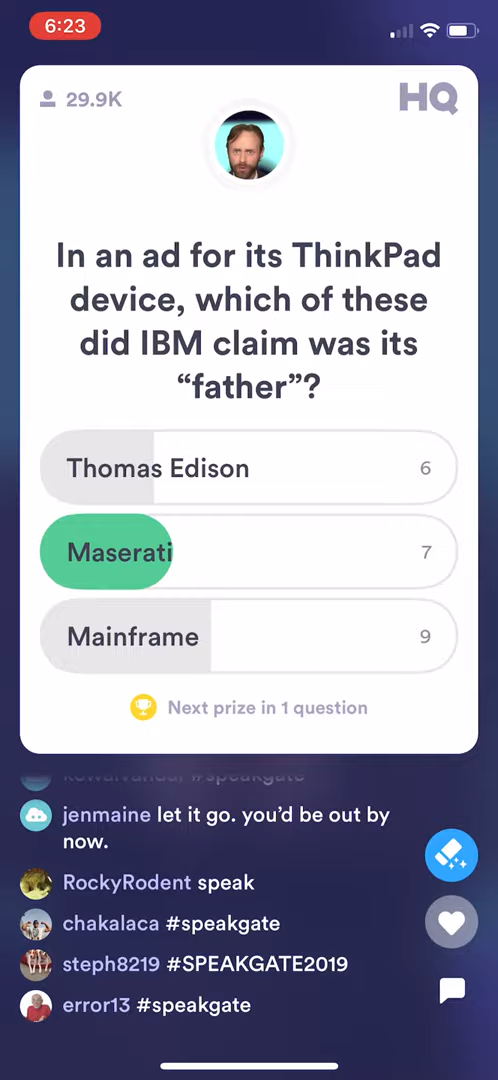 6:23
29.9K
HQ
In an ad for its ThinkPad
device, which of these
did IBM claim was its
“father”?
Thomas Edison 6
Maserati 7
Mainframe 9
Next prize in 1 question
#speakgate
jenmaine let it go. you’d be out by
now.
RockyRodent speak
chakalaca #speakgate
steph8219 #SPEAKGATE2019
error13 #speakgate